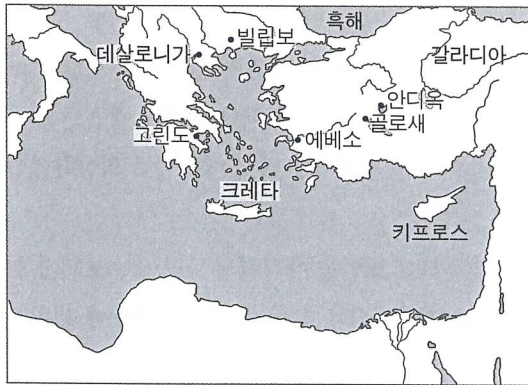 흑해
빌립보
데살로니가
갈라디아
안디옥
골로새
고린도
에베소
크레타
키프로스